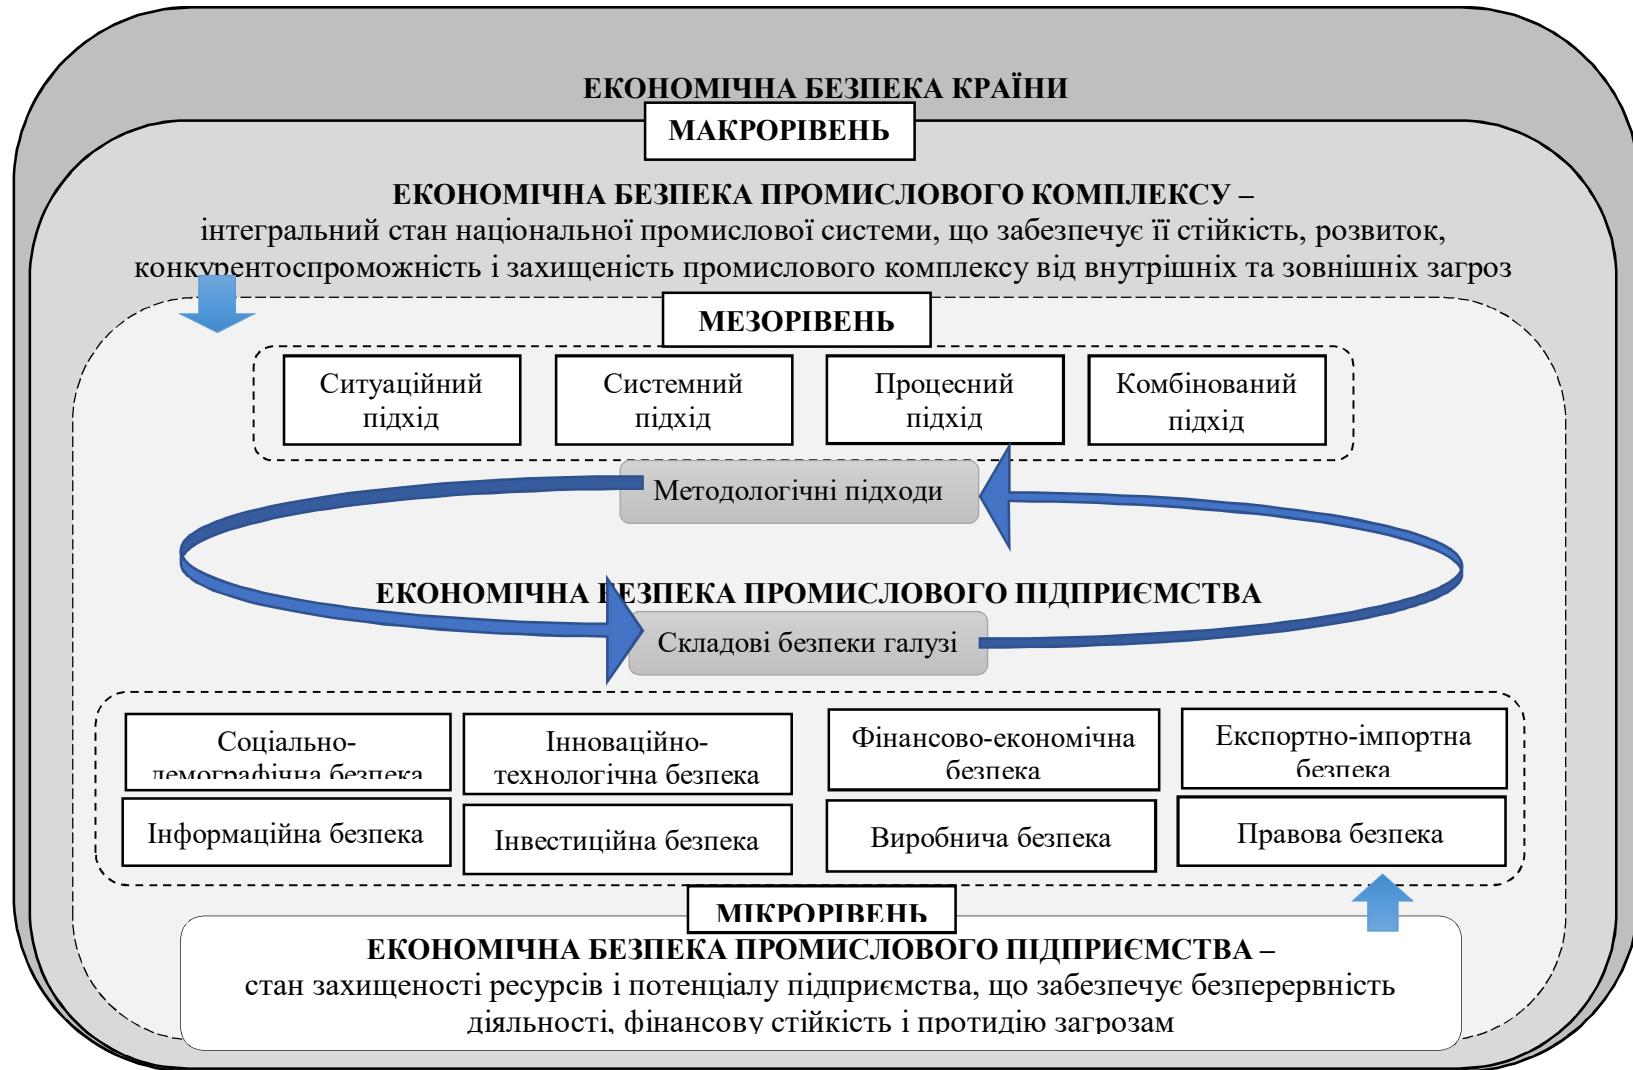 ЕКОНОМІЧНА БЕЗПЕКА КРАЇНИ
МАКРОРІВЕНЬ
ЕКОНОМІЧНА БЕЗПЕКА ПРОМИСЛОВОГО КОМПЛЕКСУ –
інтегральний стан національної промислової системи, що забезпечує її стійкість, розвиток,
конкурентоспроможність і захищеність промислового комплексу від внутрішніх та зовнішніх загроз
МЕЗОРІВЕНЬ
Ситуаційний
підхід
Системний
підхід
Процесний
підхід
Комбінований
підхід
Методологічні підходи
ЕКОНОМІЧНА БЕЗПЕКА ПРОМИСЛОВОГО ПІДПРИЄМСТВА
Складові безпеки галузі
Соціально-
демографічна безпека
Інноваційно-
технологічна безпека
Фінансово-економічна
безпека
Експортно-імпортна
безпека
Інформаційна безпека
Інвестиційна безпека
Виробнича безпека
Правова безпека
МІКРОРІВЕНЬ
ЕКОНОМІЧНА БЕЗПЕКА ПРОМИСЛОВОГО ПІДПРИЄМСТВА –
стан захищеності ресурсів і потенціалу підприємства, що забезпечує безперервність
діяльності, фінансову стійкість і протидію загрозам